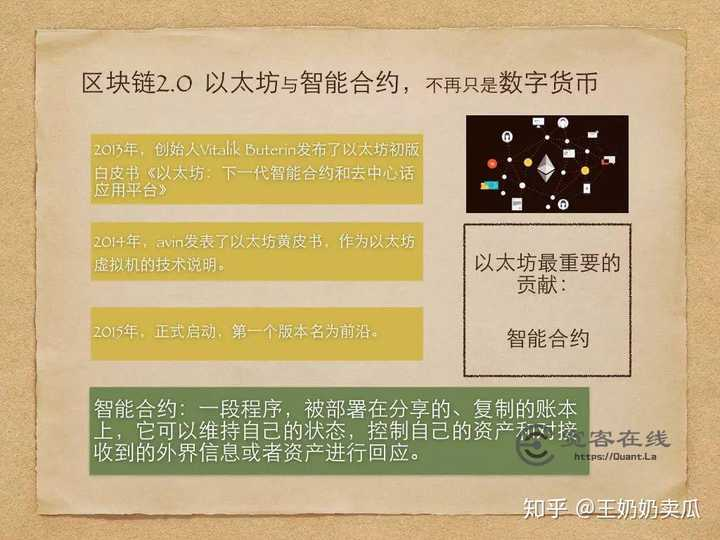 区块链2.0 以太坊与智能合约，不再只是数字货币
2013年，创始人Vitalik Buterin发布了以太坊初版
白皮书《以太坊：下一代智能合约和去中心话
应用平台》
2014年，avin发表了以太坊黄皮书，作为以太坊
虚拟机的技术说明。
2015年，正式启动，第一个版本名为前沿。
以太坊最重要的
贡献：
智能合约
智能合约：一段程序，被部署在分享的、复制的账本
上，它可以维持自己的状态，控制自己的资产和对接
收到的外界信息或者资产进行回应。
宽客在线
https://Quant.La
知乎 @王奶奶卖瓜